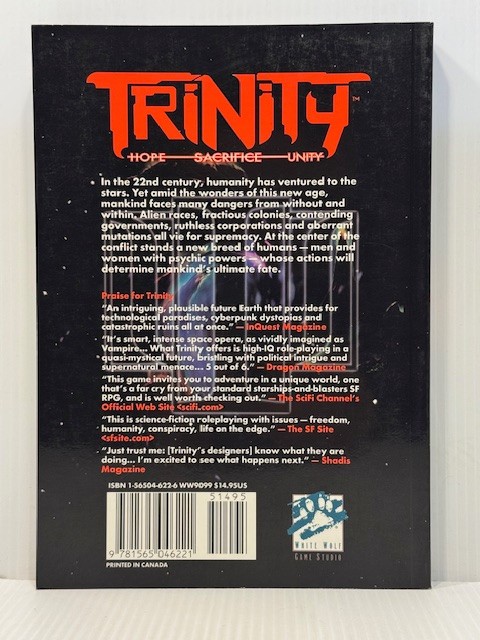 TRiNiTY™
HOPE SACRIFICE UNITY
In the 22nd century, humanity has ventured to the
stars. Yet amid the wonders of this new age,
mankind faces many dangers from without and
within. Alien races, fractious colonies, contending
governments, ruthless corporations and aberrant
mutations all vie for supremacy. At the center of the
conflict stands a new breed of humans — men and
women with psychic powers — whose actions will
determine mankind's ultimate fate.
Praise for Trinity
"An intriguing, plausible future Earth that provides for
technological paradises, cyberpunk dystopias and
catastrophic ruins all at once." — InQuest Magazine
"It's smart, intense space opera, as vividly imagined as
Vampire... What Trinity offers is high-IQ role-playing in a
quasi-mystical future, bristling with political intrigue and
supernatural menace... 5 out of 6." — Dragon Magazine
"This game invites you to adventure in a unique world, one
that's a far cry from your standard starships-and-blasters SF
RPG, and is well worth checking out." — The SciFi Channel's
Official Web Site <scifi.com>
"This is science-fiction roleplaying with issues — freedom,
humanity, conspiracy, life on the edge." — The SF Site
<sfsite.com>
"Just trust me: [Trinity's designers] know what they are
doing... I'm excited to see what happens next." — Shadis
Magazine
ISBN 1-56504-622-6 WW9D99 $14.95US
51495
9 781565 046221
PRINTED IN CANADA
WHITE WOLF
GAME STUDIO